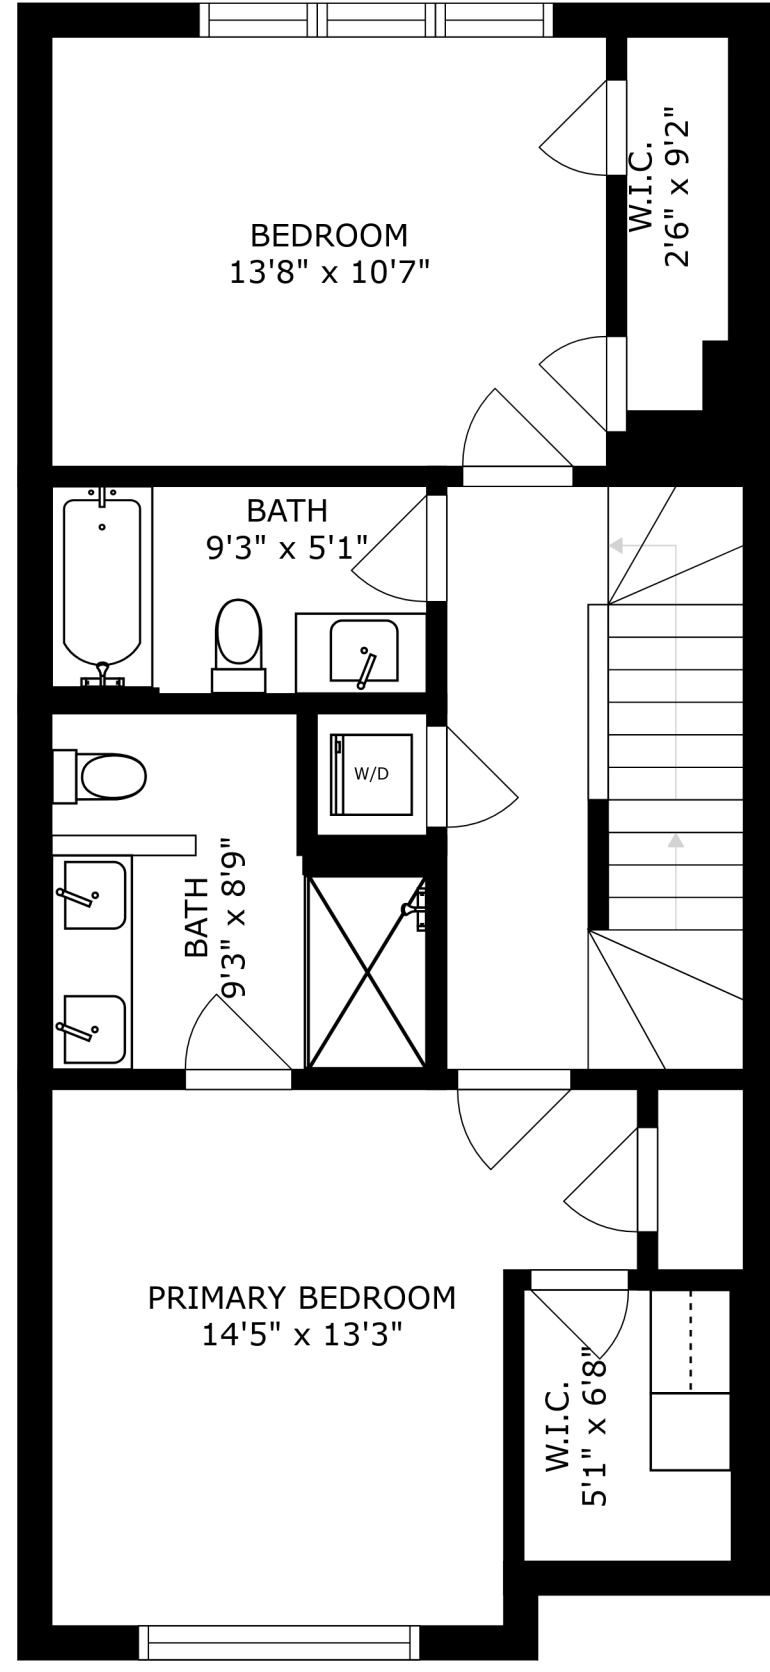 BEDROOM
13'8" x 10'7"
W.I.C.
2'6" x 9'2"
BATH
9'3" x 5'1"
W/D
BATH
9'3" x 8'9"
PRIMARY BEDROOM
14'5" x 13'3"
W.I.C.
5'1" x 6'8"